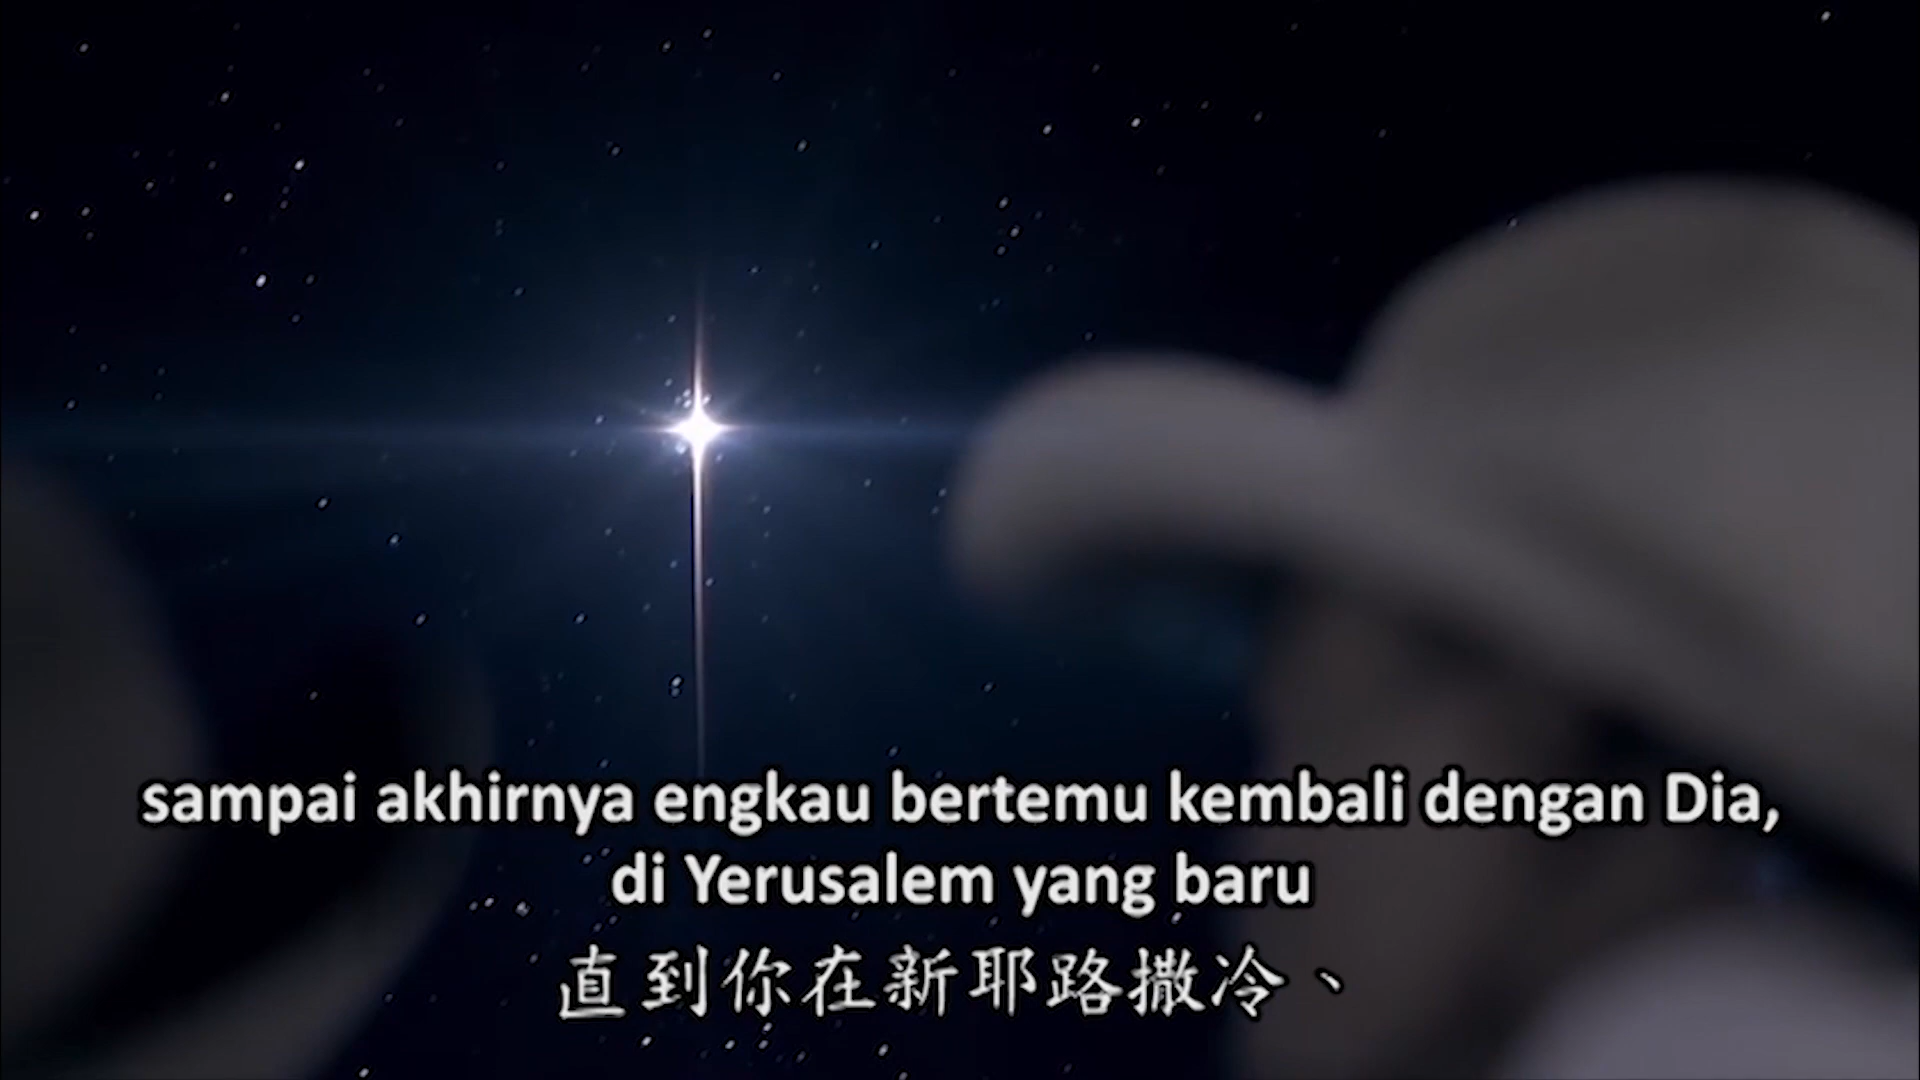 sampai akhirnya engkau bertemu kembali dengan Dia,
di Yerusalem yang baru
直到你在新耶路撒冷、